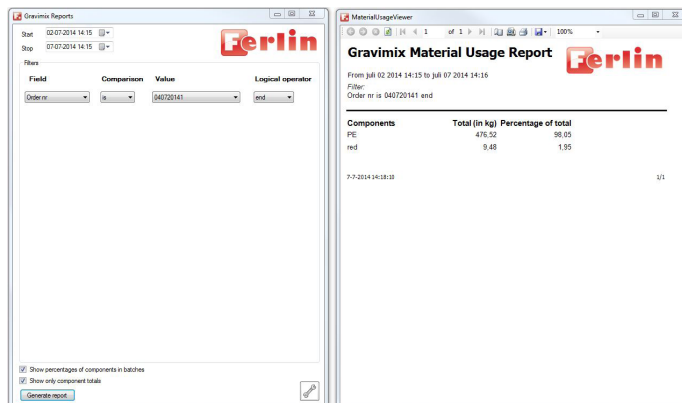 Gravimix Reports
Start 02-07-2014 14:15
Stop 07-07-2014 14:15
Ferlin
Filters
Field Comparison Value Logical operator
Order nr is 040720141 end
Show percentages of components in batches
Show only component totals
Generate report
MaterialUsageViewer
1 of 1 100%
Gravimix Material Usage Report
Ferlin
From juli 02 2014 14:15 to juli 07 2014 14:16
Filter:
Order nr is 040720141 end
Components Total (in kg) Percentage of total
PE 476,52 98,05
red 9,48 1,95
7-7-2014 14:18:10 1/1